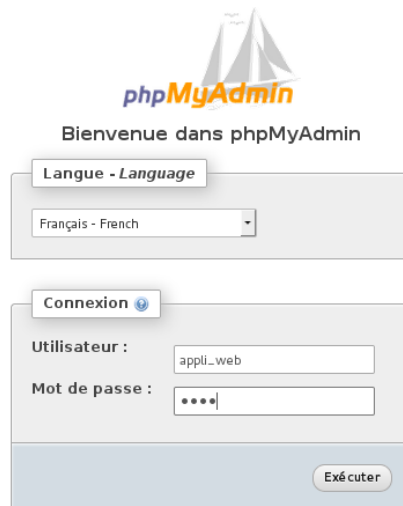 phpMyAdmin
Bienvenue dans phpMyAdmin
Langue - Language
Français - French
Connexion
Utilisateur :
appli_web
Mot de passe :
••••
Exécuter